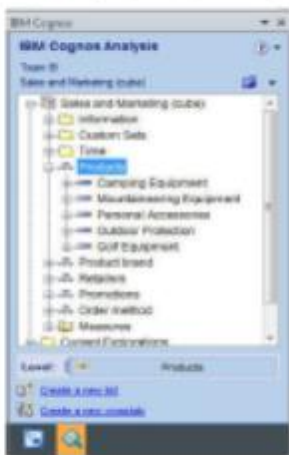 IBM Cognos
IBM Cognos Analysis
Team BI
Sales and Marketing (cube)
Sales and Marketing (cube)
Information
Custom Sets
Time
Products
Camping Equipment
Mountaineering Equipment
Personal Accessories
Outdoor Protection
Golf Equipment
Product brand
Retailers
Promotions
Order method
Measures
Current Explorations
Level: Products
Create a new list
Create a new crosstab